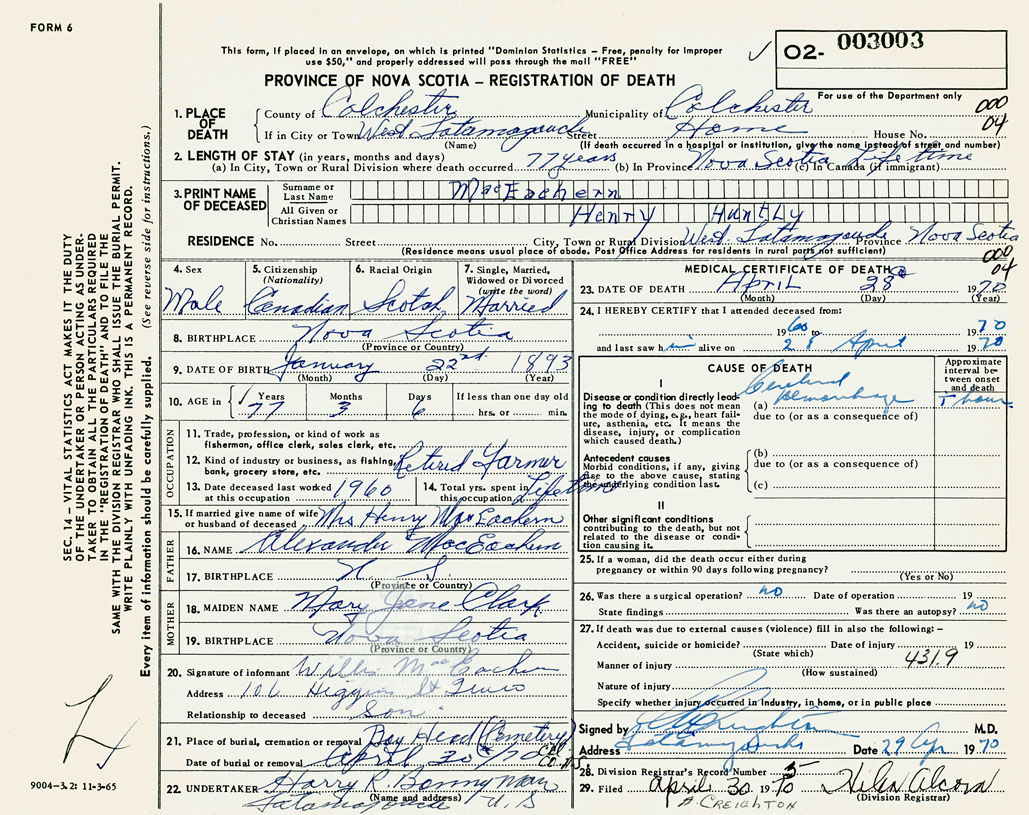 FORM 6
This form, if placed in an envelope, on which is printed "Dominion Statistics – Free, penalty for improper
use $50," and properly addressed will pass through the mail "FREE"
O2- 003003
PROVINCE OF NOVA SCOTIA – REGISTRATION OF DEATH
For use of the Department only
000
04
1. PLACE OF DEATH County of Colchester Municipality of Colchester
If in City or Town West Tatamagouche Street Home House No.
(Name) (If death occurred in a hospital or institution, give the name instead of street and number)
2. LENGTH OF STAY (in years, months and days)
(a) In City, Town or Rural Division where death occurred 77 years (b) In Province Nova Scotia (c) In Canada (if immigrant) Life time
3. PRINT NAME OF DECEASED Surname or Last Name MacEachern
All Given or Christian Names Henry Huntly
RESIDENCE No. Street City, Town or Rural Division West Tatamagouche Province Nova Scotia
(Residence means usual place of abode. Post Office Address for residents in rural parts not sufficient)
000
04
4. Sex Male
5. Citizenship (Nationality) Canadian
6. Racial Origin Scotch
7. Single, Married, Widowed or Divorced (write the word) Married
8. BIRTHPLACE Nova Scotia
(Province or Country)
9. DATE OF BIRTH January 22nd 1893
(Month) (Day) (Year)
10. AGE in Years Months Days If less than one day old
77 3 6 hrs. or min.
OCCUPATION
11. Trade, profession, or kind of work as
fisherman, office clerk, sales clerk, etc.
12. Kind of industry or business, as fishing, bank, grocery store, etc. Retired Farmer
13. Date deceased last worked at this occupation 1960
14. Total yrs. spent in this occupation Lifetime
15. If married give name of wife or husband of deceased Mrs Henry MacEachern
FATHER
16. NAME Alexander MacEachern
17. BIRTHPLACE N. S.
(Province or Country)
MOTHER
18. MAIDEN NAME Mary Jane Clark
19. BIRTHPLACE Nova Scotia
(Province or Country)
20. Signature of informant Willis MacEachern
Address 106 Higgins St Truro
Relationship to deceased Son
21. Place of burial, cremation or removal Bay Head (Cemetery)
Date of burial or removal April 30 / 70
22. UNDERTAKER Harry R. Bonnyman
(Name and address)
Tatamagouche N. S
MEDICAL CERTIFICATE OF DEATH
23. DATE OF DEATH April 28 1970
(Month) (Day) (Year)
24. I HEREBY CERTIFY that I attended deceased from:
1960 to 1970
and last saw him alive on 28 April 1970
CAUSE OF DEATH
Approximate interval between onset and death
I
Disease or condition directly leading to death (This does not mean the mode of dying, e.g., heart failure, asthenia, etc. It means the disease, injury, or complication which caused death.)
(a) Cerebral Hemorrhage 1 hour
due to (or as a consequence of)
Antecedent causes
Morbid conditions, if any, giving rise to the above cause, stating the underlying condition last.
(b)
due to (or as a consequence of)
(c)
II
Other significant conditions
contributing to the death, but not related to the disease or condition causing it.
25. If a woman, did the death occur either during
pregnancy or within 90 days following pregnancy?
(Yes or No)
26. Was there a surgical operation? no Date of operation 19
State findings Was there an autopsy? no
27. If death was due to external causes (violence) fill in also the following: –
Accident, suicide or homicide? Date of injury 19
(State which)
431.9
Manner of injury
(How sustained)
Nature of injury
Specify whether injury occurred in industry, in home, or in public place
Signed by M.D.
Address Tatamagouche Date 29 Apr 1970
28. Division Registrar's Record Number 5
29. Filed April 30 1970 Helen Alcorn
(Division Registrar)
A CREIGHTON
SEC. 14 – VITAL STATISTICS ACT MAKES IT THE DUTY
OF THE UNDERTAKER OR PERSON ACTING AS UNDER-
TAKER TO OBTAIN ALL THE PARTICULARS REQUIRED
IN THE "REGISTRATION OF DEATH" AND TO FILE THE
SAME WITH THE DIVISION REGISTRAR WHO SHALL ISSUE THE BURIAL PERMIT.
WRITE PLAINLY WITH UNFADING INK. THIS IS A PERMANENT RECORD.
Every item of information should be carefully supplied. (See reverse side for instructions.)
9004-3.2: 11-3-65